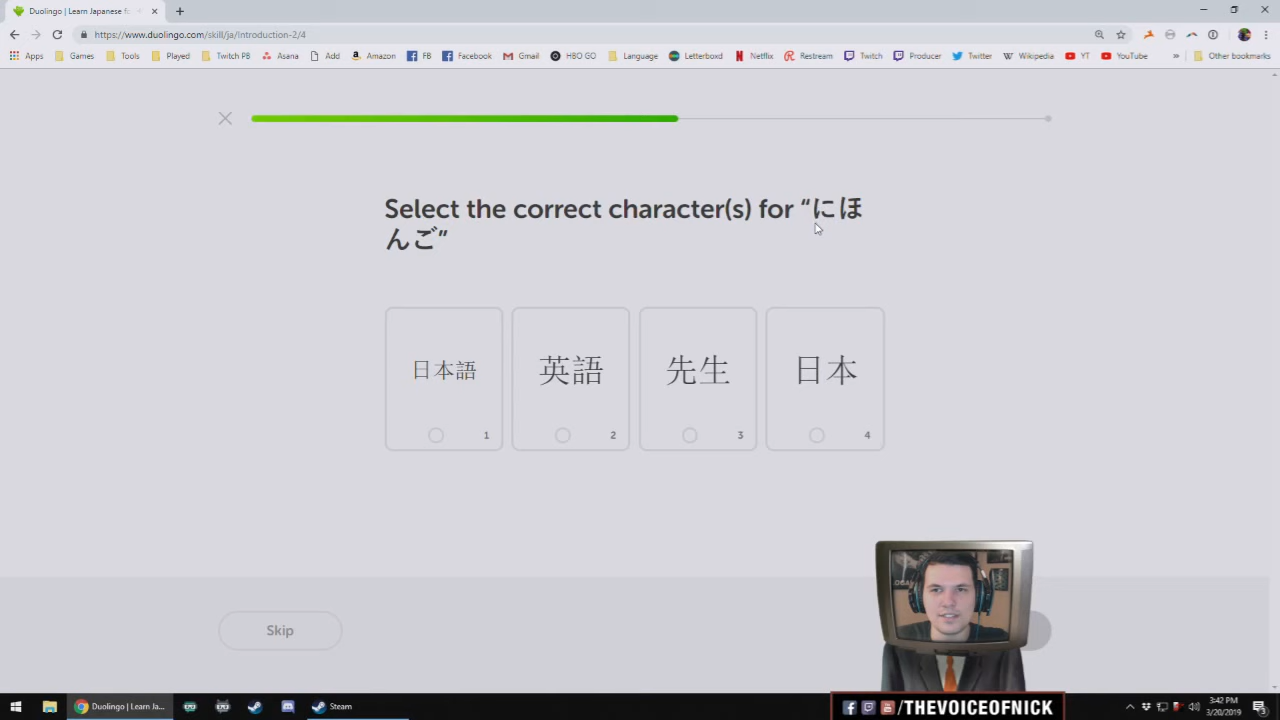 Duolingo | Learn Japanese fo
https://www.duolingo.com/skill/ja/Introduction-2/4
Apps Games Tools Played Twitch PB Asana Add Amazon FB Facebook Gmail HBO GO Language Letterboxd Netflix Restream Twitch Producer Twitter Wikipedia YT YouTube » Other bookmarks
Select the correct character(s) for “にほ
んご”
日本語 英語 先生 日本
1 2 3 4
Skip
/THEVOICEOFNICK
Duolingo | Learn Ja... Steam
3:42 PM
3/20/2019
3